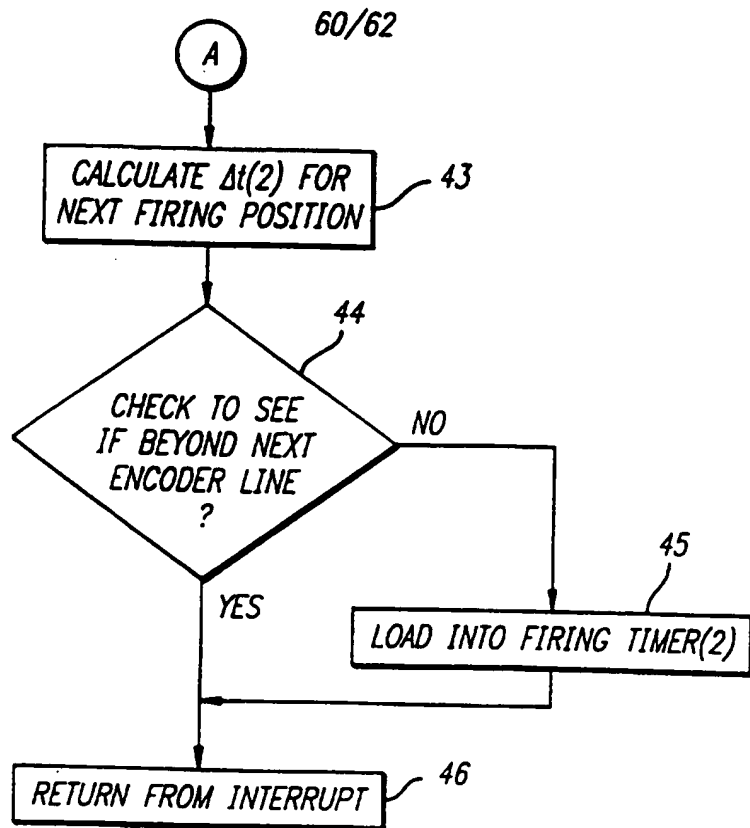 60/62
A
CALCULATE Δt(2) FOR
NEXT FIRING POSITION
43
44
CHECK TO SEE
IF BEYOND NEXT
ENCODER LINE
?
NO
YES
45
LOAD INTO FIRING TIMER(2)
RETURN FROM INTERRUPT
46